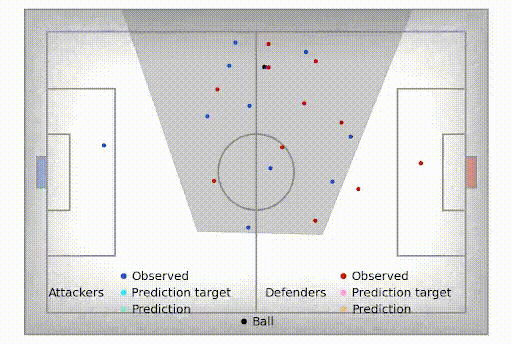 Observed Observed
Attackers Prediction target Defenders Prediction target
Prediction Prediction
Ball